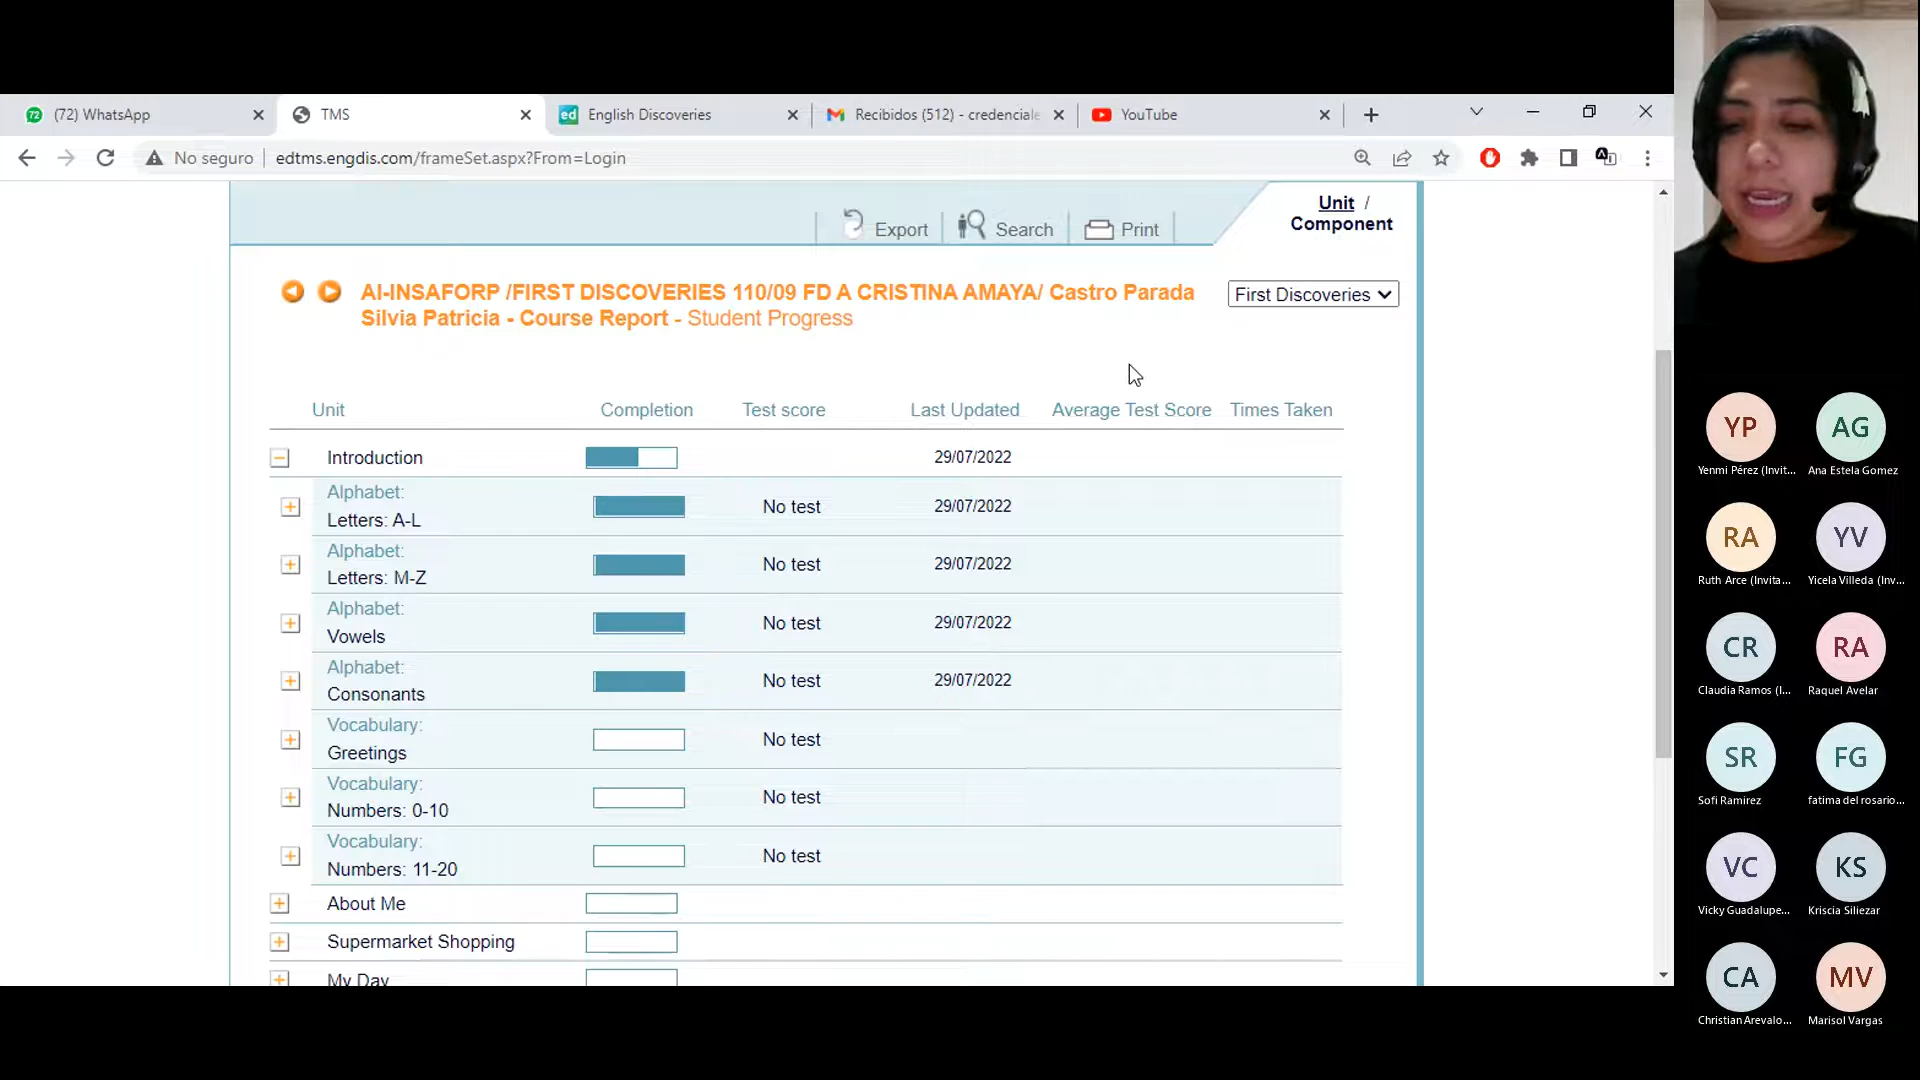 (72) WhatsApp
TMS
English Discoveries
Recibidos (512) - credenciale
YouTube
No seguro
edtms.engdis.com/frameSet.aspx?From=Login
Unit / Component
Export
Search
Print
AI-INSAFORP /FIRST DISCOVERIES 110/09 FD A CRISTINA AMAYA/ Castro Parada
Silvia Patricia - Course Report - Student Progress
First Discoveries
Unit Completion Test score Last Updated Average Test Score Times Taken
Introduction 29/07/2022
Alphabet:
Letters: A-L No test 29/07/2022
Alphabet:
Letters: M-Z No test 29/07/2022
Alphabet:
Vowels No test 29/07/2022
Alphabet:
Consonants No test 29/07/2022
Vocabulary:
Greetings No test
Vocabulary:
Numbers: 0-10 No test
Vocabulary:
Numbers: 11-20 No test
About Me
Supermarket Shopping
My Day
YP AG
Yenmi Pérez (Invit... Ana Estela Gomez
RA YV
Ruth Arce (Invita... Yicela Villeda (Inv...
CR RA
Claudia Ramos (I... Raquel Avelar
SR FG
Sofi Ramirez fatima del rosario...
VC KS
Vicky Guadalupe... Kriscia Siliezar
CA MV
Christian Arevalo... Marisol Vargas